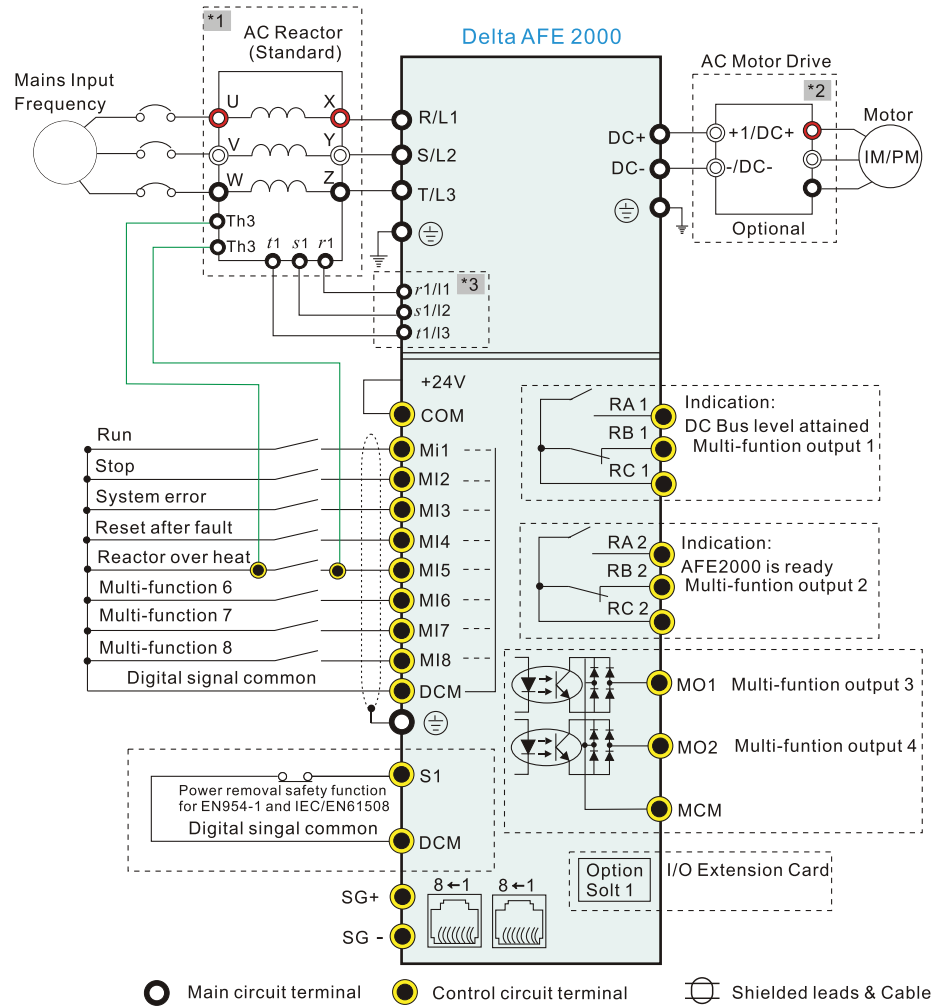 *1
AC Reactor
(Standard)
Delta AFE 2000
Mains Input
Frequency
U
X
V
Y
W
Z
Th3
Th3
t1 s1 r1
R/L1
S/L2
T/L3
r1/l1
*3
s1/l2
t1/l3
AC Motor Drive
*2
DC+
+1/DC+
DC-
-/DC-
Optional
Motor
IM/PM
+24V
COM
Run
Mi1
Stop
MI2
System error
MI3
Reset after fault
MI4
Reactor over heat
MI5
Multi-function 6
MI6
Multi-function 7
MI7
Multi-function 8
MI8
Digital signal common
DCM
S1
Power removal safety function
for EN954-1 and IEC/EN61508
Digital singal common
DCM
SG+
SG -
8←1
8←1
RA 1
RB 1
RC 1
Indication:
DC Bus level attained
Multi-funtion output 1
RA 2
RB 2
RC 2
Indication:
AFE2000 is ready
Multi-funtion output 2
MO1
Multi-funtion output 3
MO2
Multi-funtion output 4
MCM
Option
Solt 1
I/O Extension Card
Main circuit terminal
Control circuit terminal
Shielded leads & Cable